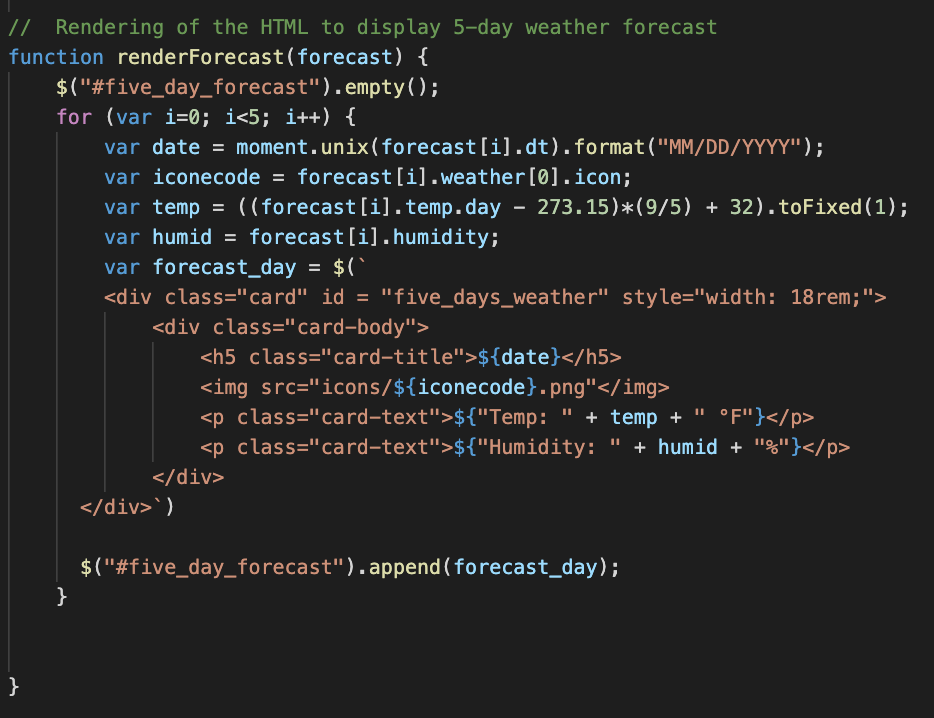 //  Rendering of the HTML to display 5-day weather forecast
function renderForecast(forecast) {
    $("#five_day_forecast").empty();
    for (var i=0; i<5; i++) {
        var date = moment.unix(forecast[i].dt).format("MM/DD/YYYY");
        var iconecode = forecast[i].weather[0].icon;
        var temp = ((forecast[i].temp.day - 273.15)*(9/5) + 32).toFixed(1);
        var humid = forecast[i].humidity;
        var forecast_day = $(`
        <div class="card" id = "five_days_weather" style="width: 18rem;">
            <div class="card-body">
                <h5 class="card-title">${date}</h5>
                <img src="icons/${iconecode}.png"</img>
                <p class="card-text">${"Temp: " + temp + " °F"}</p>
                <p class="card-text">${"Humidity: " + humid + "%"}</p>
            </div>
      </div>`)
      $("#five_day_forecast").append(forecast_day);
    }
}